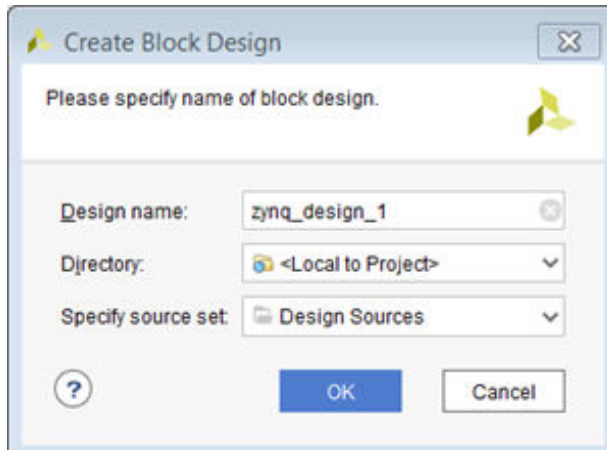 Create Block Design
Please specify name of block design.
Design name: zynq_design_1
Directory: <Local to Project>
Specify source set: Design Sources
? OK Cancel